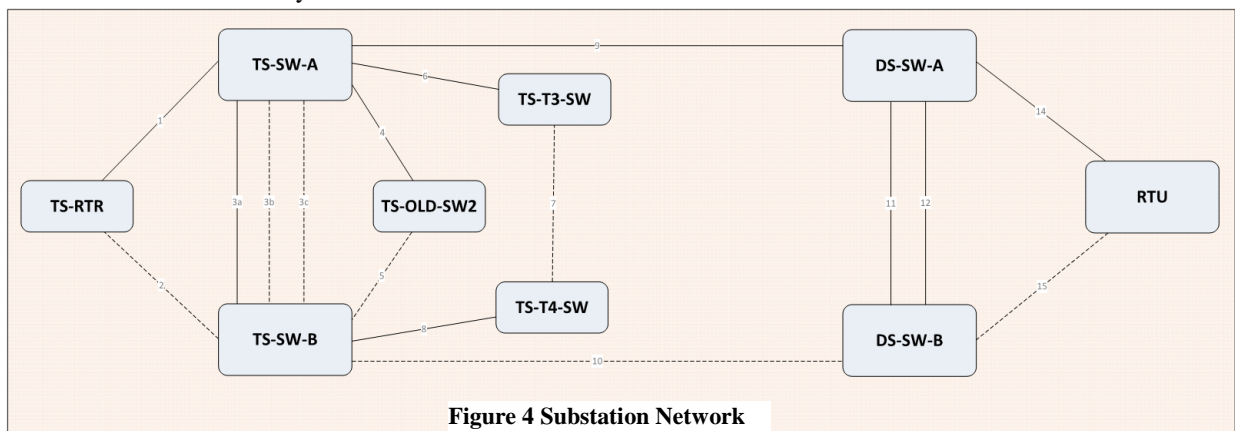 9
TS-SW-A
DS-SW-A
6
TS-T3-SW
14
1
4
TS-RTR
3a
3b
3c
TS-OLD-SW2
7
11
12
RTU
2
5
15
TS-T4-SW
TS-SW-B
8
DS-SW-B
10
Figure 4 Substation Network